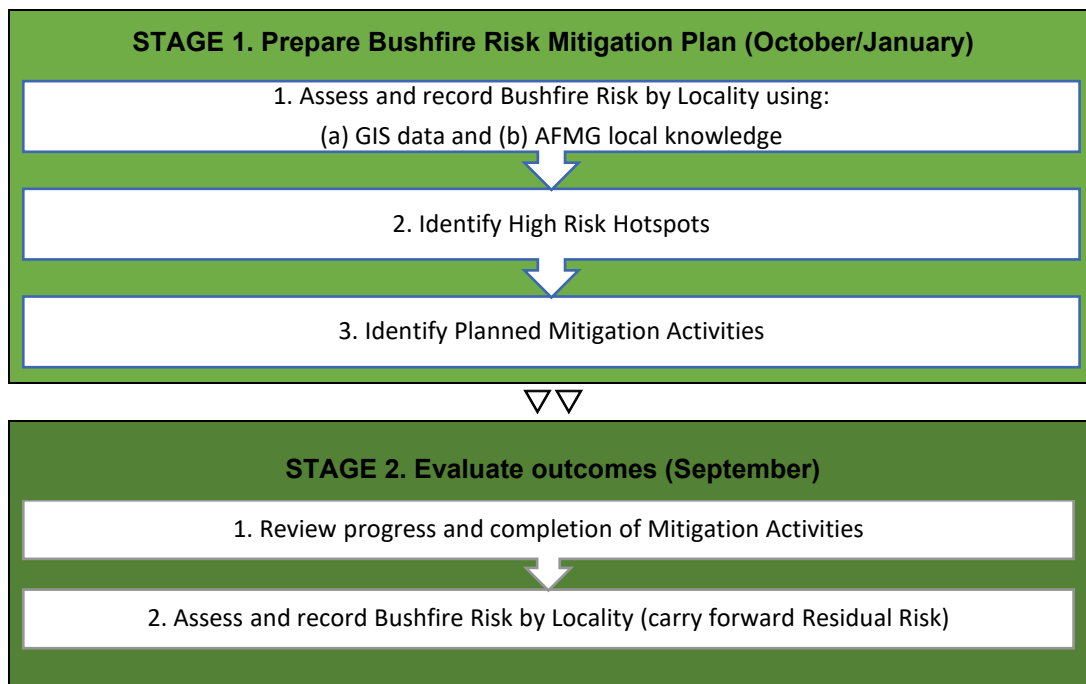 STAGE 1. Prepare Bushfire Risk Mitigation Plan (October/January)
1. Assess and record Bushfire Risk by Locality using:
(a) GIS data and (b) AFMG local knowledge
2. Identify High Risk Hotspots
3. Identify Planned Mitigation Activities
STAGE 2. Evaluate outcomes (September)
1. Review progress and completion of Mitigation Activities
2. Assess and record Bushfire Risk by Locality (carry forward Residual Risk)